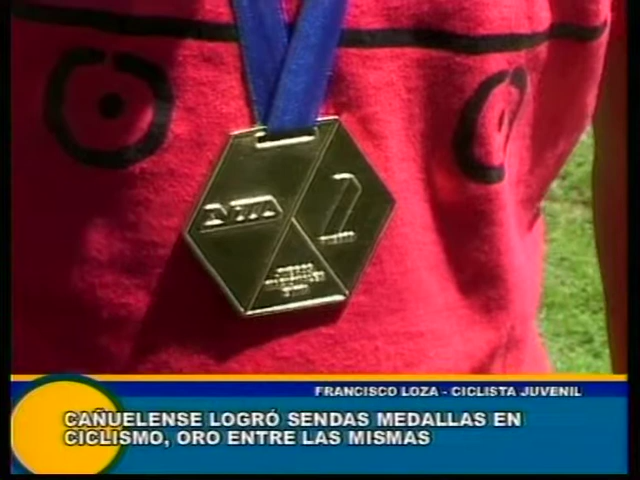 FRANCISCO LOZA - CICLISTA JUVENIL
CAÑUELENSE LOGRÓ SENDAS MEDALLAS EN
CICLISMO, ORO ENTRE LAS MISMAS